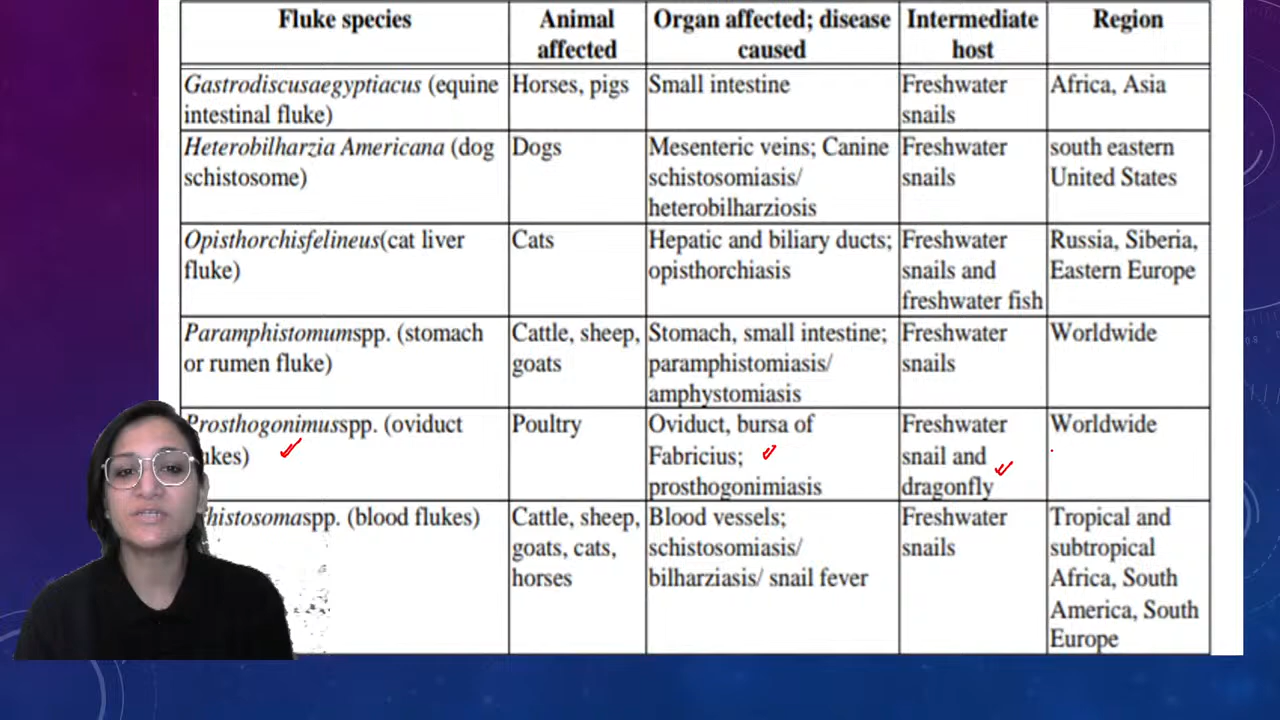 Fluke species
Animal
affected
Organ affected; disease
caused
Intermediate
host
Region
Gastrodiscusaegyptiacus (equine
intestinal fluke)
Horses, pigs
Small intestine
Freshwater
snails
Africa, Asia
Heterobilharzia Americana (dog
schistosome)
Dogs
Mesenteric veins; Canine
schistosomiasis/
heterobilharziosis
Freshwater
snails
south eastern
United States
Opisthorchisfelineus(cat liver
fluke)
Cats
Hepatic and biliary ducts;
opisthorchiasis
Freshwater
snails and
freshwater fish
Russia, Siberia,
Eastern Europe
Paramphistomumspp. (stomach
or rumen fluke)
Cattle, sheep,
goats
Stomach, small intestine;
paramphistomiasis/
amphystomiasis
Freshwater
snails
Worldwide
Prosthogonimusspp. (oviduct
ukes)
Poultry
Oviduct, bursa of
Fabricius;
prosthogonimiasis
Freshwater
snail and
dragonfly
Worldwide
histosomaspp. (blood flukes)
Cattle, sheep,
goats, cats,
horses
Blood vessels;
schistosomiasis/
bilharziasis/ snail fever
Freshwater
snails
Tropical and
subtropical
Africa, South
America, South
Europe